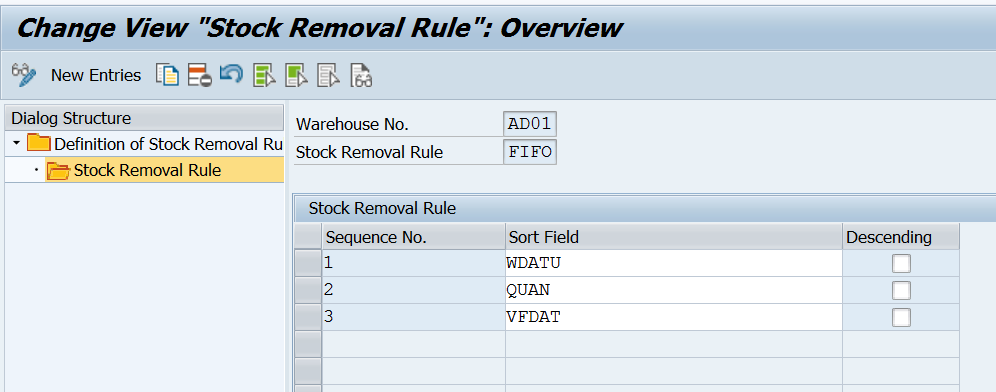 Change View "Stock Removal Rule": Overview
New Entries
Dialog Structure
Definition of Stock Removal Ru
Stock Removal Rule
Warehouse No. AD01
Stock Removal Rule FIFO
Stock Removal Rule
Sequence No. Sort Field Descending
1 WDATU
2 QUAN
3 VFDAT